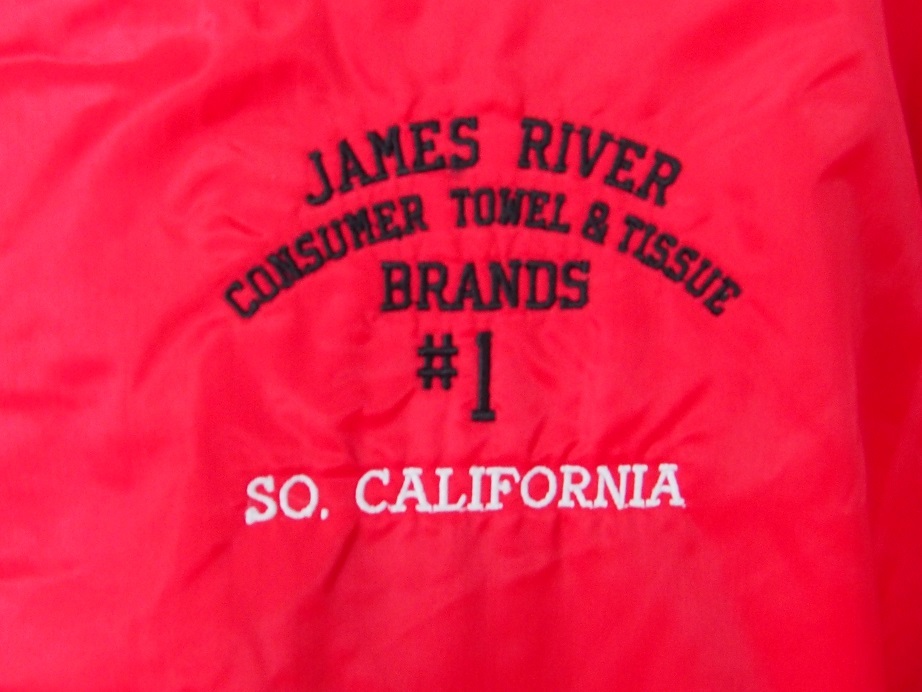 JAMES RIVER
CONSUMER TOWEL & TISSUE
BRANDS
#1
SO. CALIFORNIA